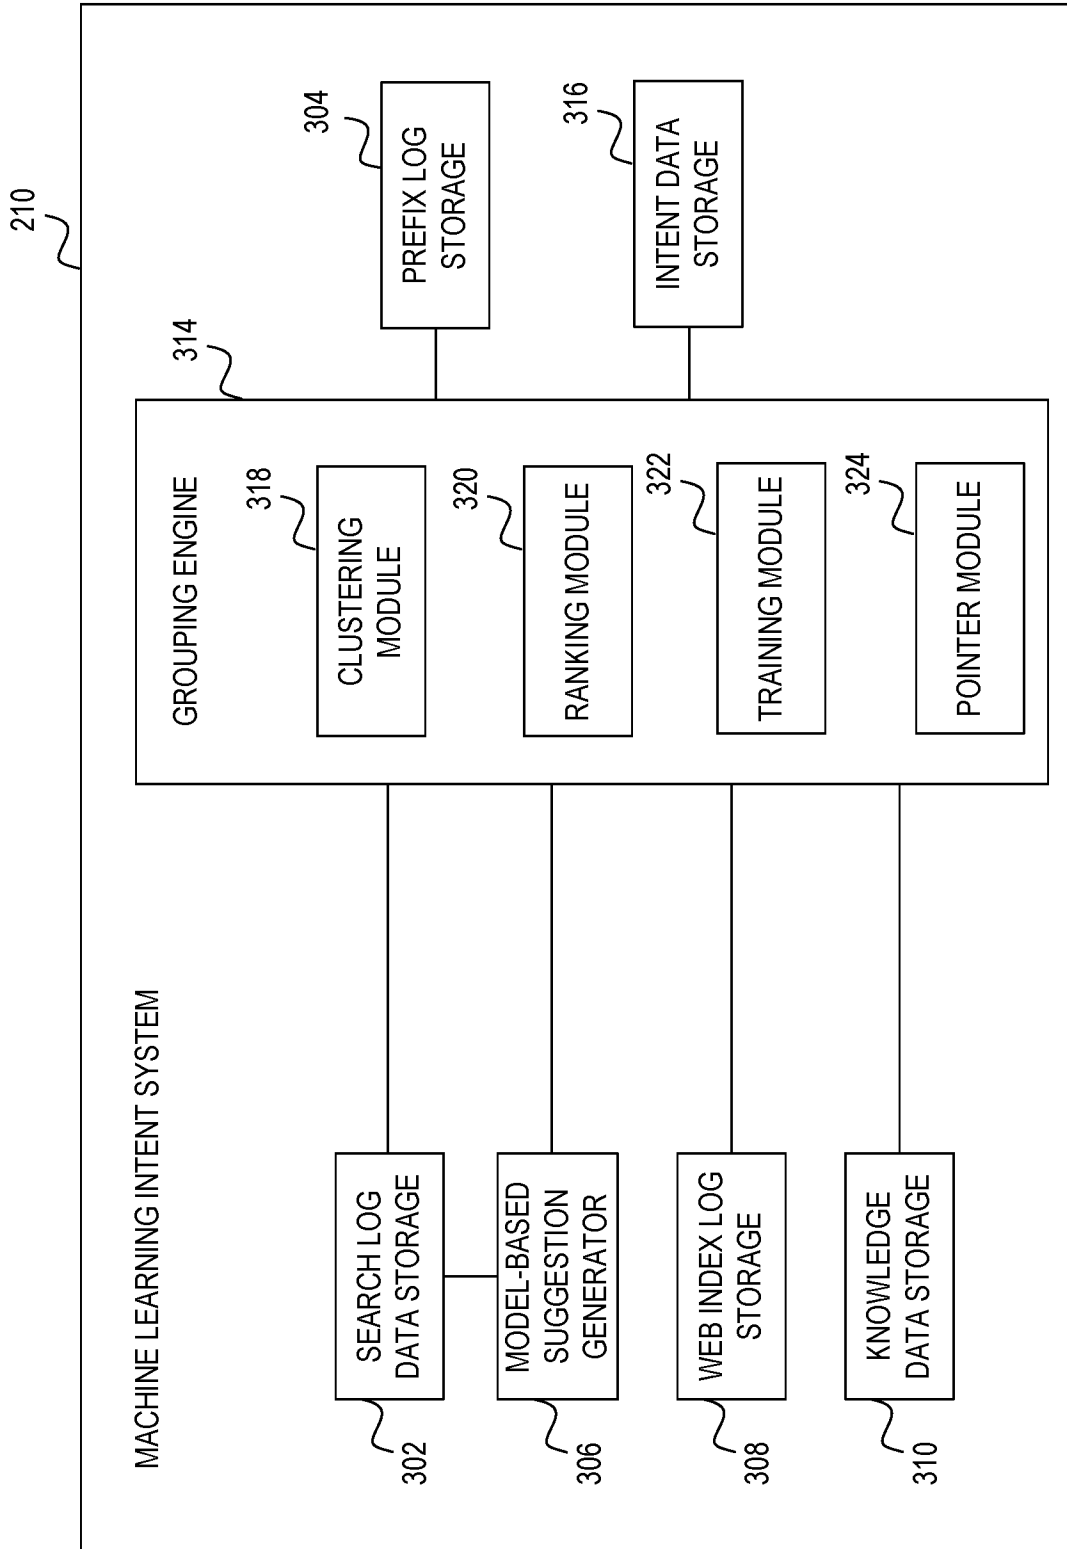 210
MACHINE LEARNING INTENT SYSTEM
302
SEARCH LOG
DATA STORAGE
306
MODEL-BASED
SUGGESTION
GENERATOR
308
WEB INDEX LOG
STORAGE
310
KNOWLEDGE
DATA STORAGE
314
GROUPING ENGINE
318
CLUSTERING
MODULE
320
RANKING MODULE
322
TRAINING MODULE
324
POINTER MODULE
304
PREFIX LOG
STORAGE
316
INTENT DATA
STORAGE